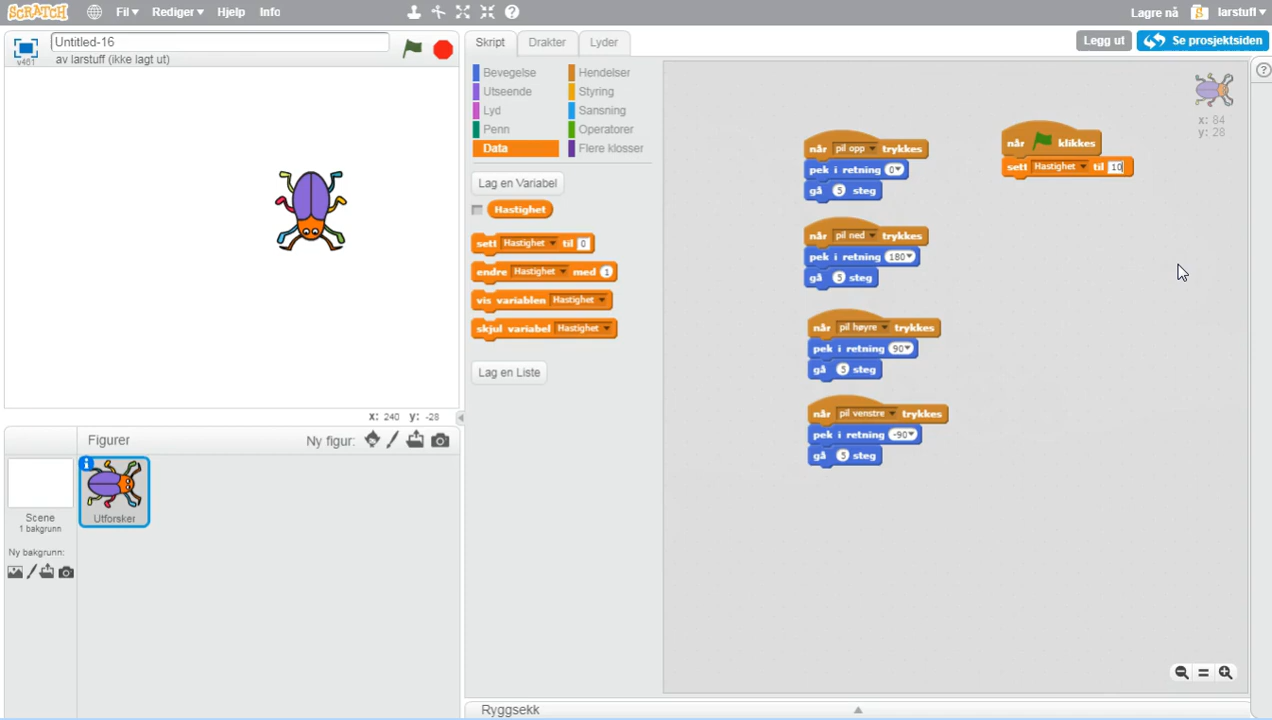 SCRATCH Fil Rediger Hjelp Info Lagre nå larstuff
Untitled-16
av larstuff (ikke lagt ut)
v461
Skript Drakter Lyder
Legg ut Se prosjektsiden
Bevegelse Hendelser
Utseende Styring
Lyd Sansning
Penn Operatorer
Data Flere klosser
Lag en Variabel
Hastighet
sett Hastighet til 0
endre Hastighet med 1
vis variablen Hastighet
skjul variabel Hastighet
Lag en Liste
når pil opp trykkes
pek i retning 0
gå 5 steg
når pil ned trykkes
pek i retning 180
gå 5 steg
når pil høyre trykkes
pek i retning 90
gå 5 steg
når pil venstre trykkes
pek i retning -90
gå 5 steg
når klikkes
sett Hastighet til 10
x: 84
y: 28
x: 240 y: -28
Figurer Ny figur:
Scene
1 bakgrunn
Ny bakgrunn:
Utforsker
Ryggsekk